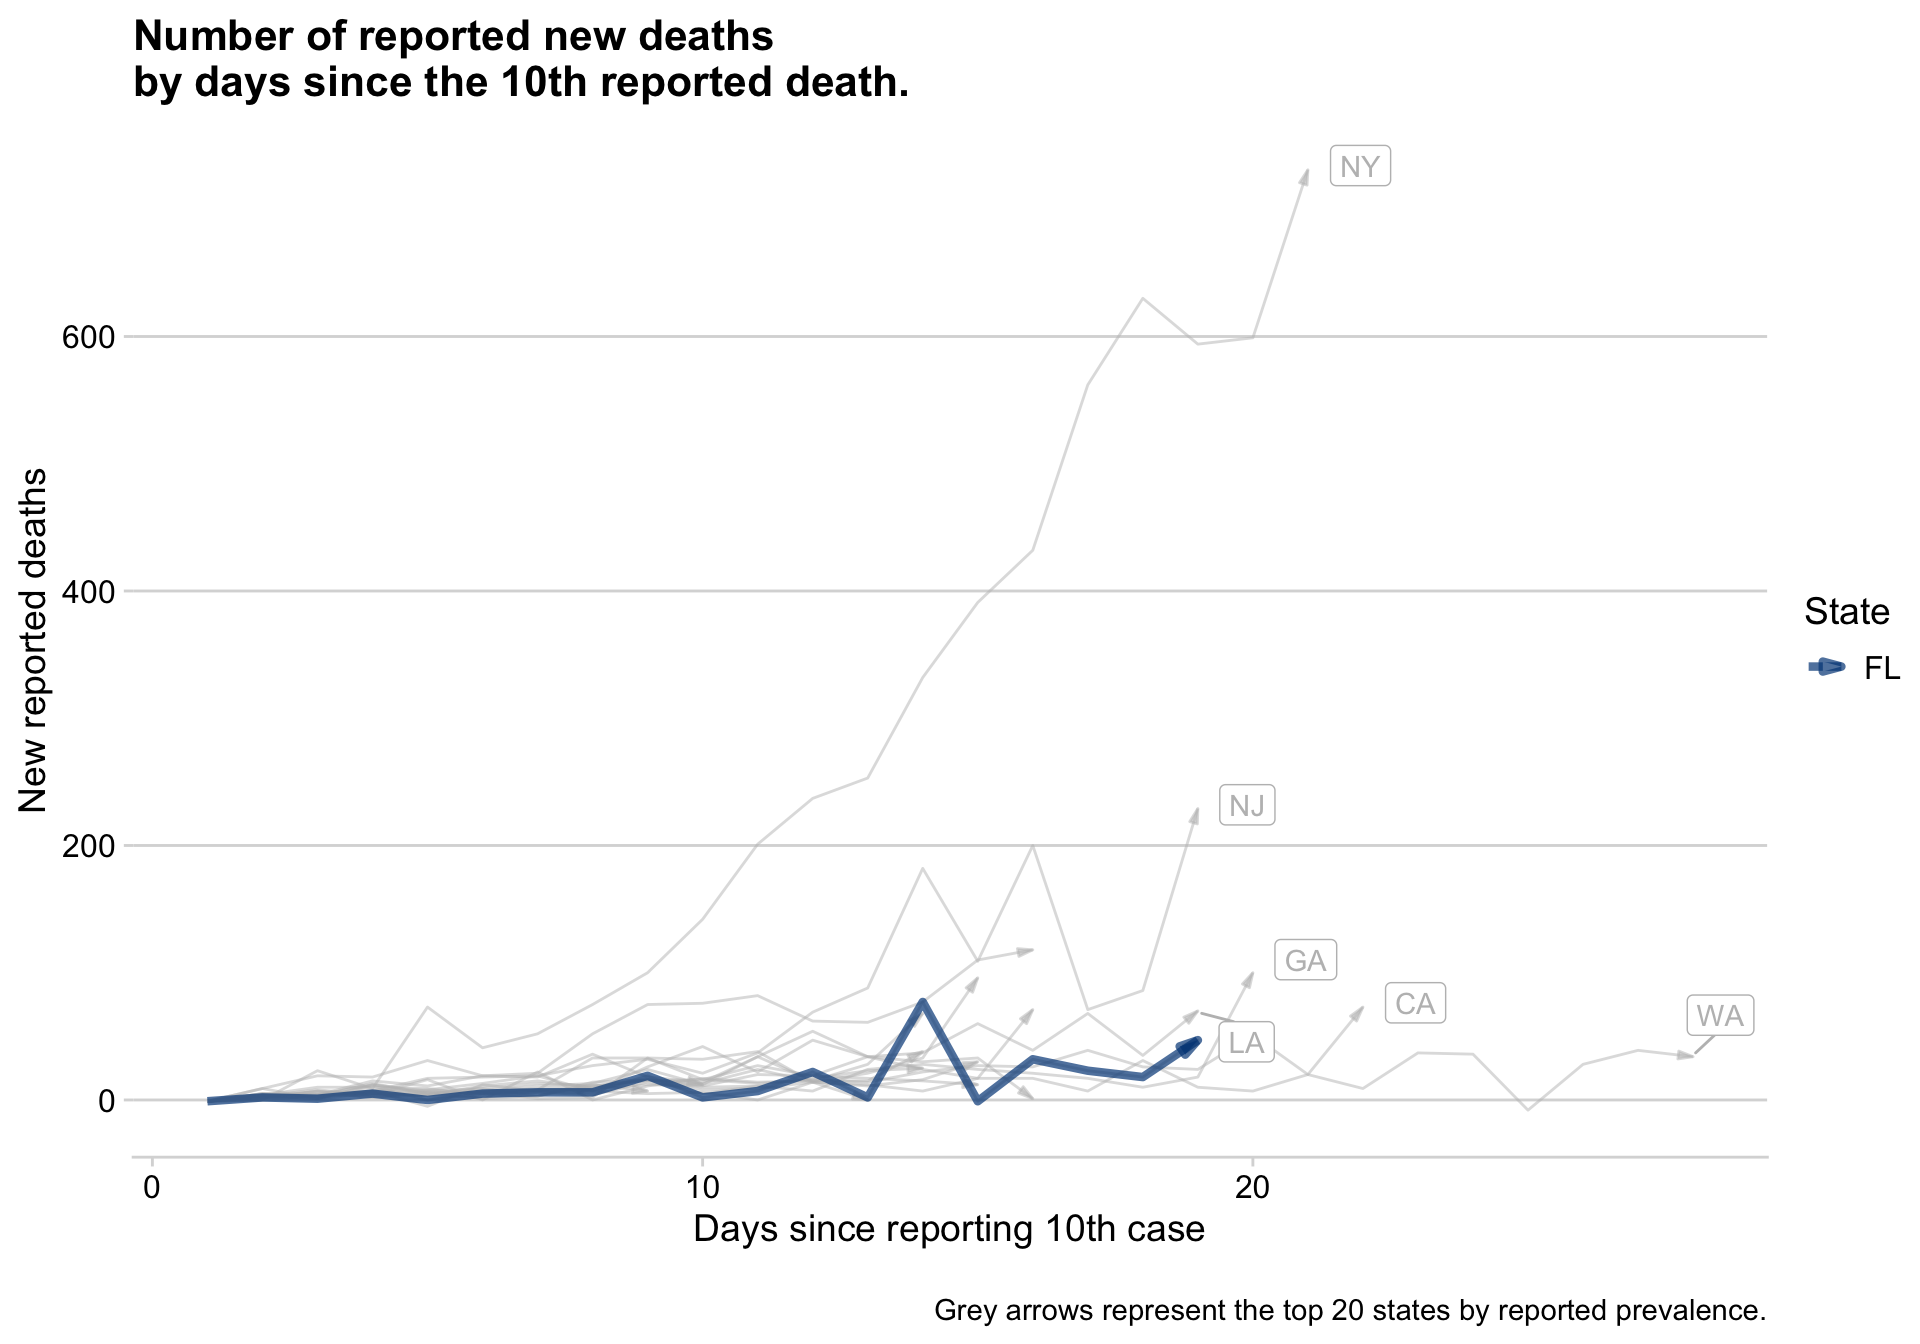 Number of reported new deaths
by days since the 10th reported death.
NY
600
400
200
0
New reported deaths
NJ
GA
CA
WA
LA
State
FL
0
10
20
Days since reporting 10th case
Grey arrows represent the top 20 states by reported prevalence.